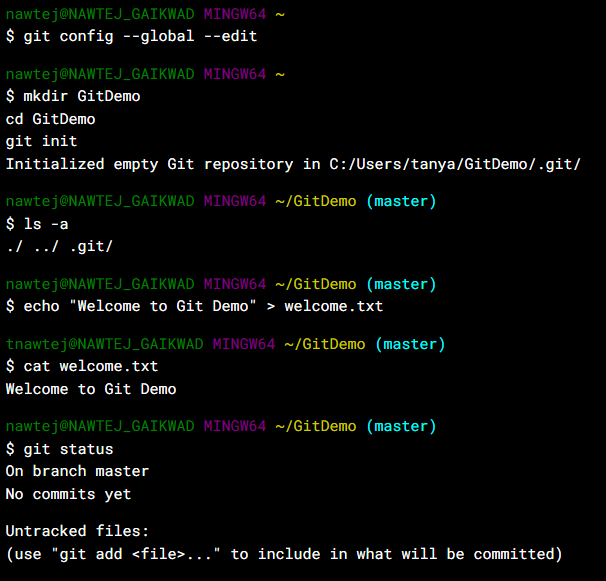 nawtej@NAWTEJ_GAIKWAD MINGW64 ~
$ git config --global --edit
nawtej@NAWTEJ_GAIKWAD MINGW64 ~
$ mkdir GitDemo
cd GitDemo
git init
Initialized empty Git repository in C:/Users/tanya/GitDemo/.git/
nawtej@NAWTEJ_GAIKWAD MINGW64 ~/GitDemo (master)
$ ls -a
./ ../ .git/
nawtej@NAWTEJ_GAIKWAD MINGW64 ~/GitDemo (master)
$ echo "Welcome to Git Demo" > welcome.txt
tnawtej@NAWTEJ_GAIKWAD MINGW64 ~/GitDemo (master)
$ cat welcome.txt
Welcome to Git Demo
nawtej@NAWTEJ_GAIKWAD MINGW64 ~/GitDemo (master)
$ git status
On branch master
No commits yet
Untracked files:
(use "git add <file>..." to include in what will be committed)